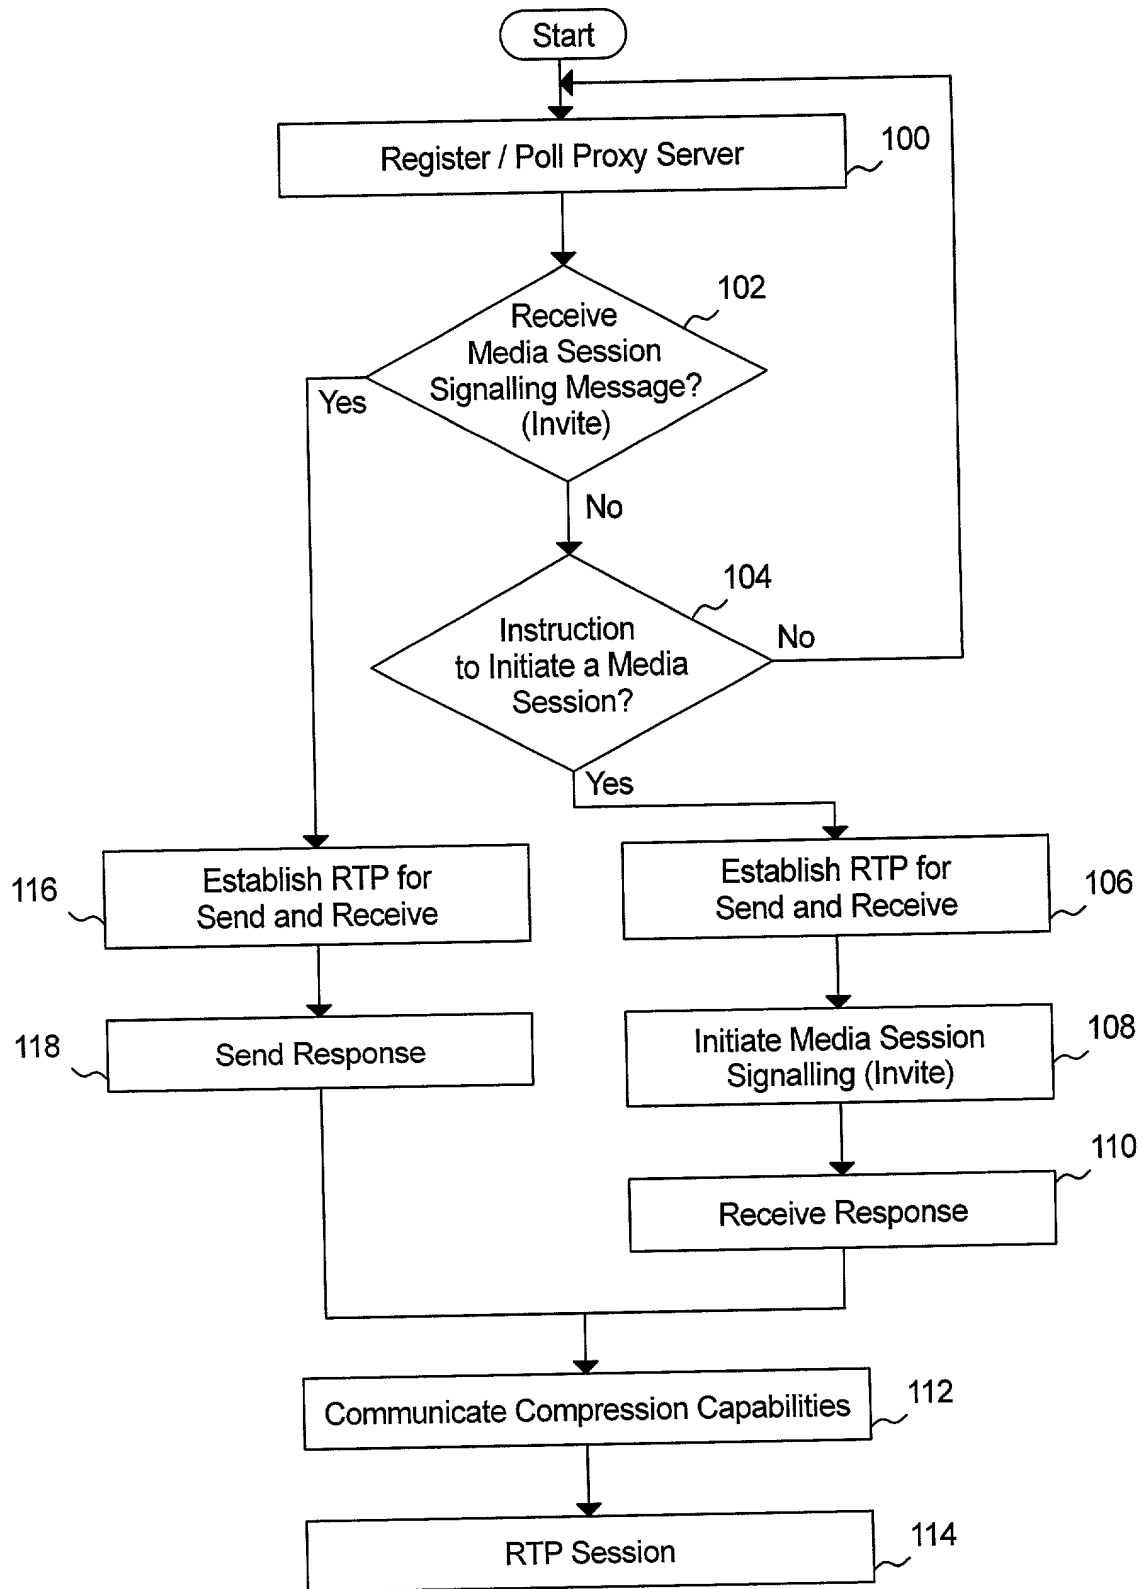 Start
Register / Poll Proxy Server
100
102
Receive
Media Session
Signalling Message?
(Invite)
Yes
No
104
Instruction
to Initiate a Media
Session?
No
Yes
116
Establish RTP for
Send and Receive
Establish RTP for
Send and Receive
106
118
Send Response
Initiate Media Session
Signalling (Invite)
108
110
Receive Response
Communicate Compression Capabilities
112
RTP Session
114